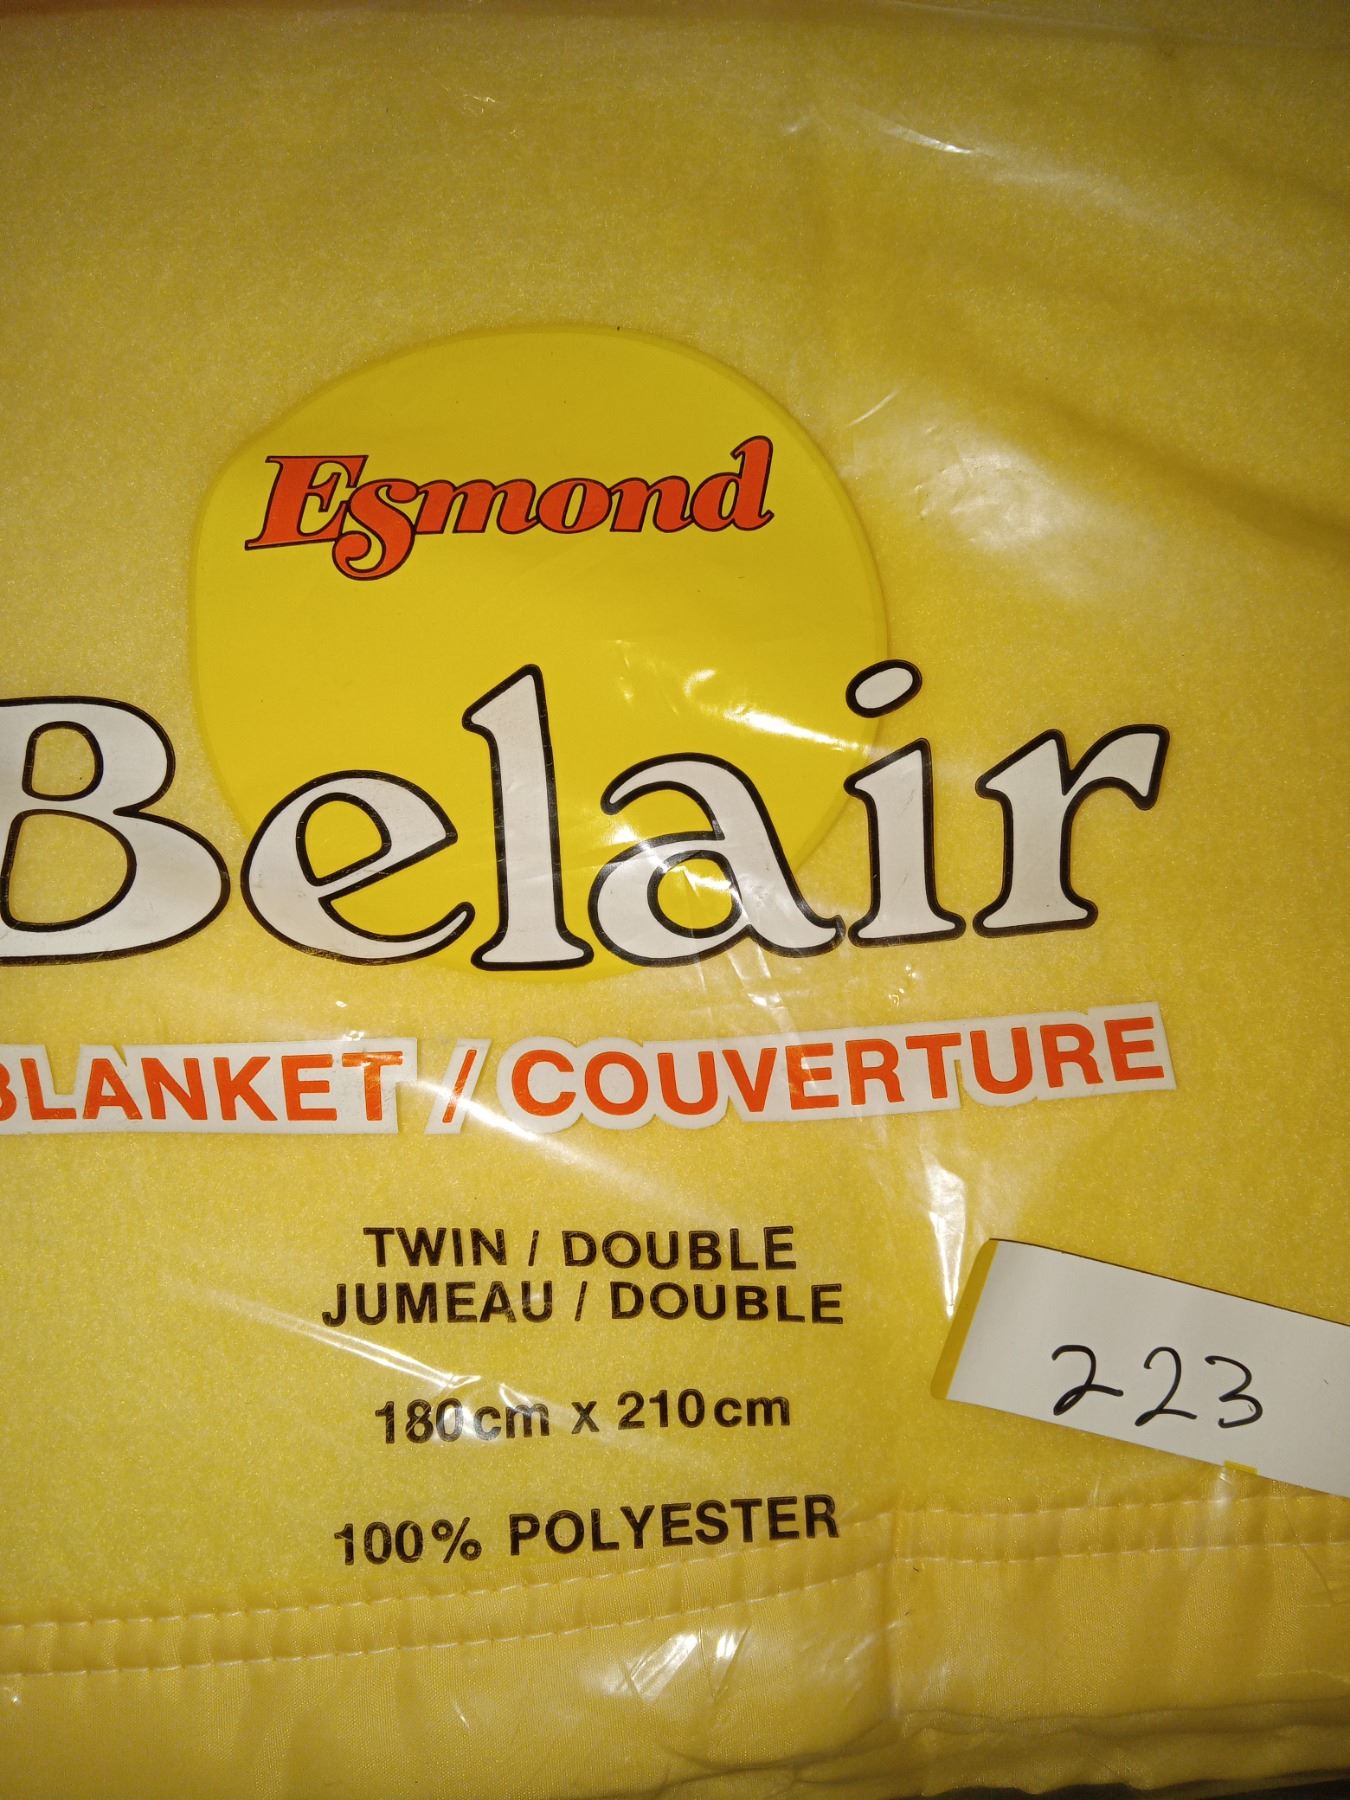 Esmond
Belair
BLANKET / COUVERTURE
TWIN / DOUBLE
JUMEAU / DOUBLE
180cm x 210cm
223
100% POLYESTER